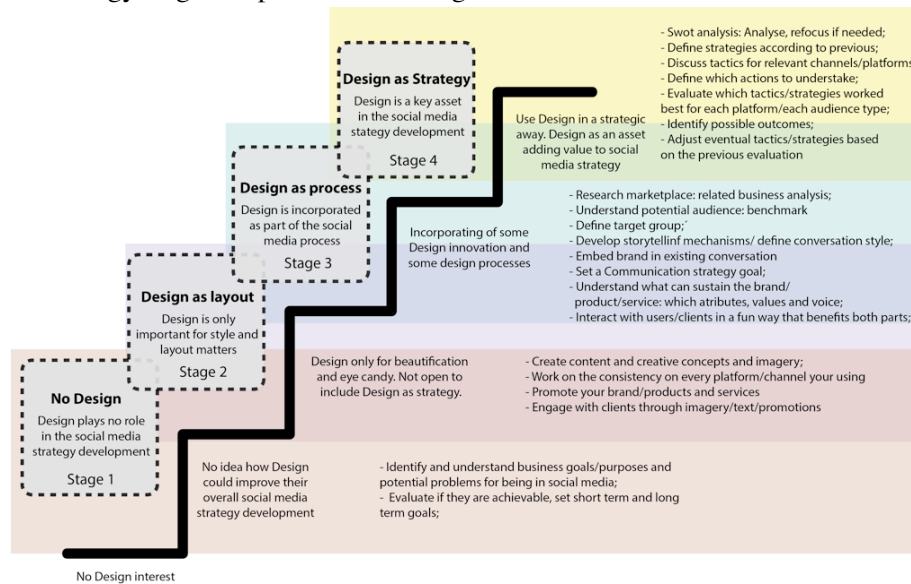 - Swot analysis: Analyse, refocus if needed;
- Define strategies according to previous;
- Discuss tactics for relevant channels/platforms
- Define which actions to understake;
- Evaluate which tactics/strategies worked
best for each platform/each audience type;
- Identify possible outcomes;
- Adjust eventual tactics/strategies based
on the previous evaluation
Design as Strategy
Design is a key asset
in the social media
stategy development
Stage 4
Use Design in a strategic
away. Design as an asset
adding value to social
media strategy
Design as process
Design is incorporated
as part of the social
media process
Stage 3
Incorporating of some
Design innovation and
some design processes
- Research marketplace: related business analysis;
- Understand potential audience: benchmark
- Define target group;´
- Develop storytellinf mechanisms/ define conversation style;
- Embed brand in existing conversation
- Set a Communication strategy goal;
- Understand what can sustain the brand/
product/service: which atributes, values and voice;
- Interact with users/clients in a fun way that benefits both parts;
Design as layout
Design is only
important for style and
layout matters
Stage 2
Design only for beautification
and eye candy. Not open to
include Design as strategy.
- Create content and creative concepts and imagery;
- Work on the consistency on every platform/channel your using
- Promote your brand/products and services
- Engage with clients through imagery/text/promotions
No Design
Design plays no role
in the social media
strategy development
Stage 1
No idea how Design
could improve their
overall social media
strategy development
- Identify and understand business goals/purposes and
potential problems for being in social media;
- Evaluate if they are achievable, set short term and long
term goals;
No Design interest